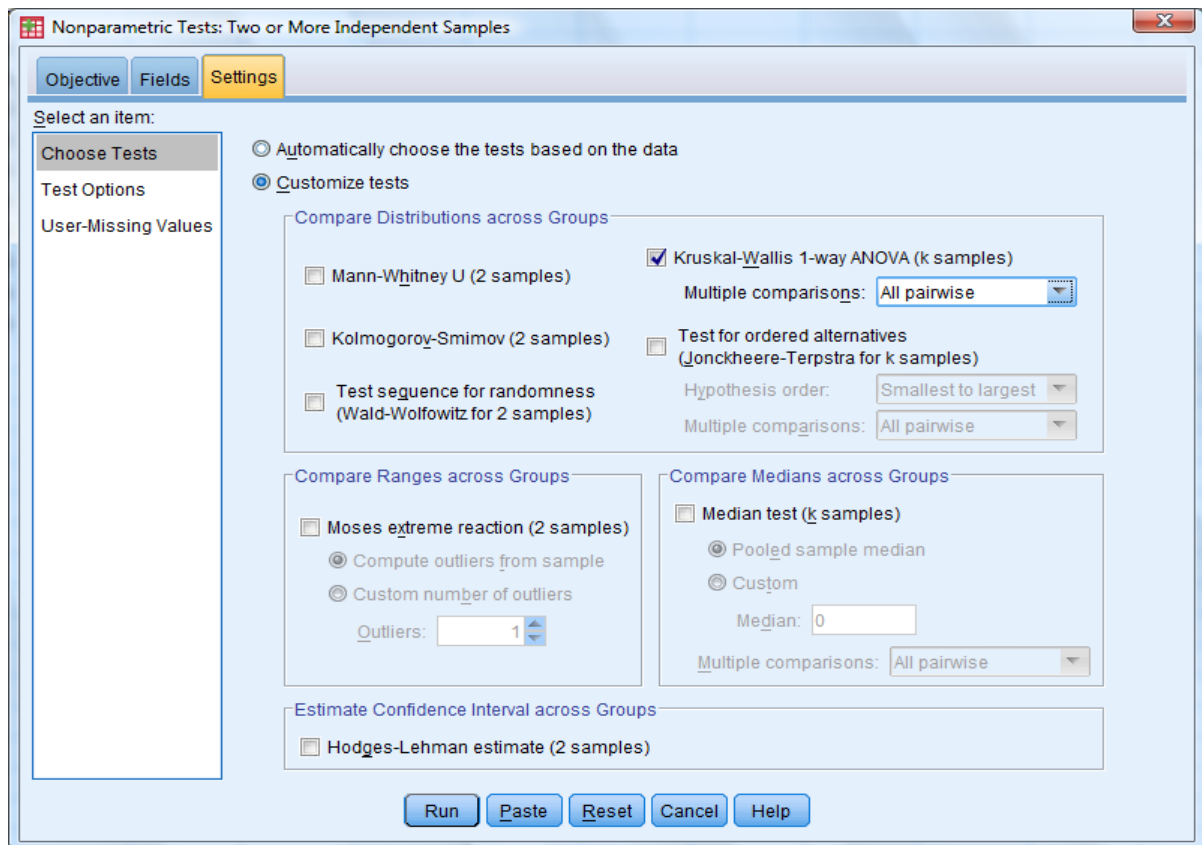 Nonparametric Tests: Two or More Independent Samples
Objective Fields Settings
Select an item:
Choose Tests
Test Options
User-Missing Values
Automatically choose the tests based on the data
Customize tests
Compare Distributions across Groups
Mann-Whitney U (2 samples)
Kolmogorov-Smirnov (2 samples)
Test sequence for randomness
(Wald-Wolfowitz for 2 samples)
Kruskal-Wallis 1-way ANOVA (k samples)
Multiple comparisons: All pairwise
Test for ordered alternatives
(Jonckheere-Terpstra for k samples)
Hypothesis order: Smallest to largest
Multiple comparisons: All pairwise
Compare Ranges across Groups
Moses extreme reaction (2 samples)
Compute outliers from sample
Custom number of outliers
Outliers: 1
Compare Medians across Groups
Median test (k samples)
Pooled sample median
Custom
Median: 0
Multiple comparisons: All pairwise
Estimate Confidence Interval across Groups
Hodges-Lehman estimate (2 samples)
Run Paste Reset Cancel Help